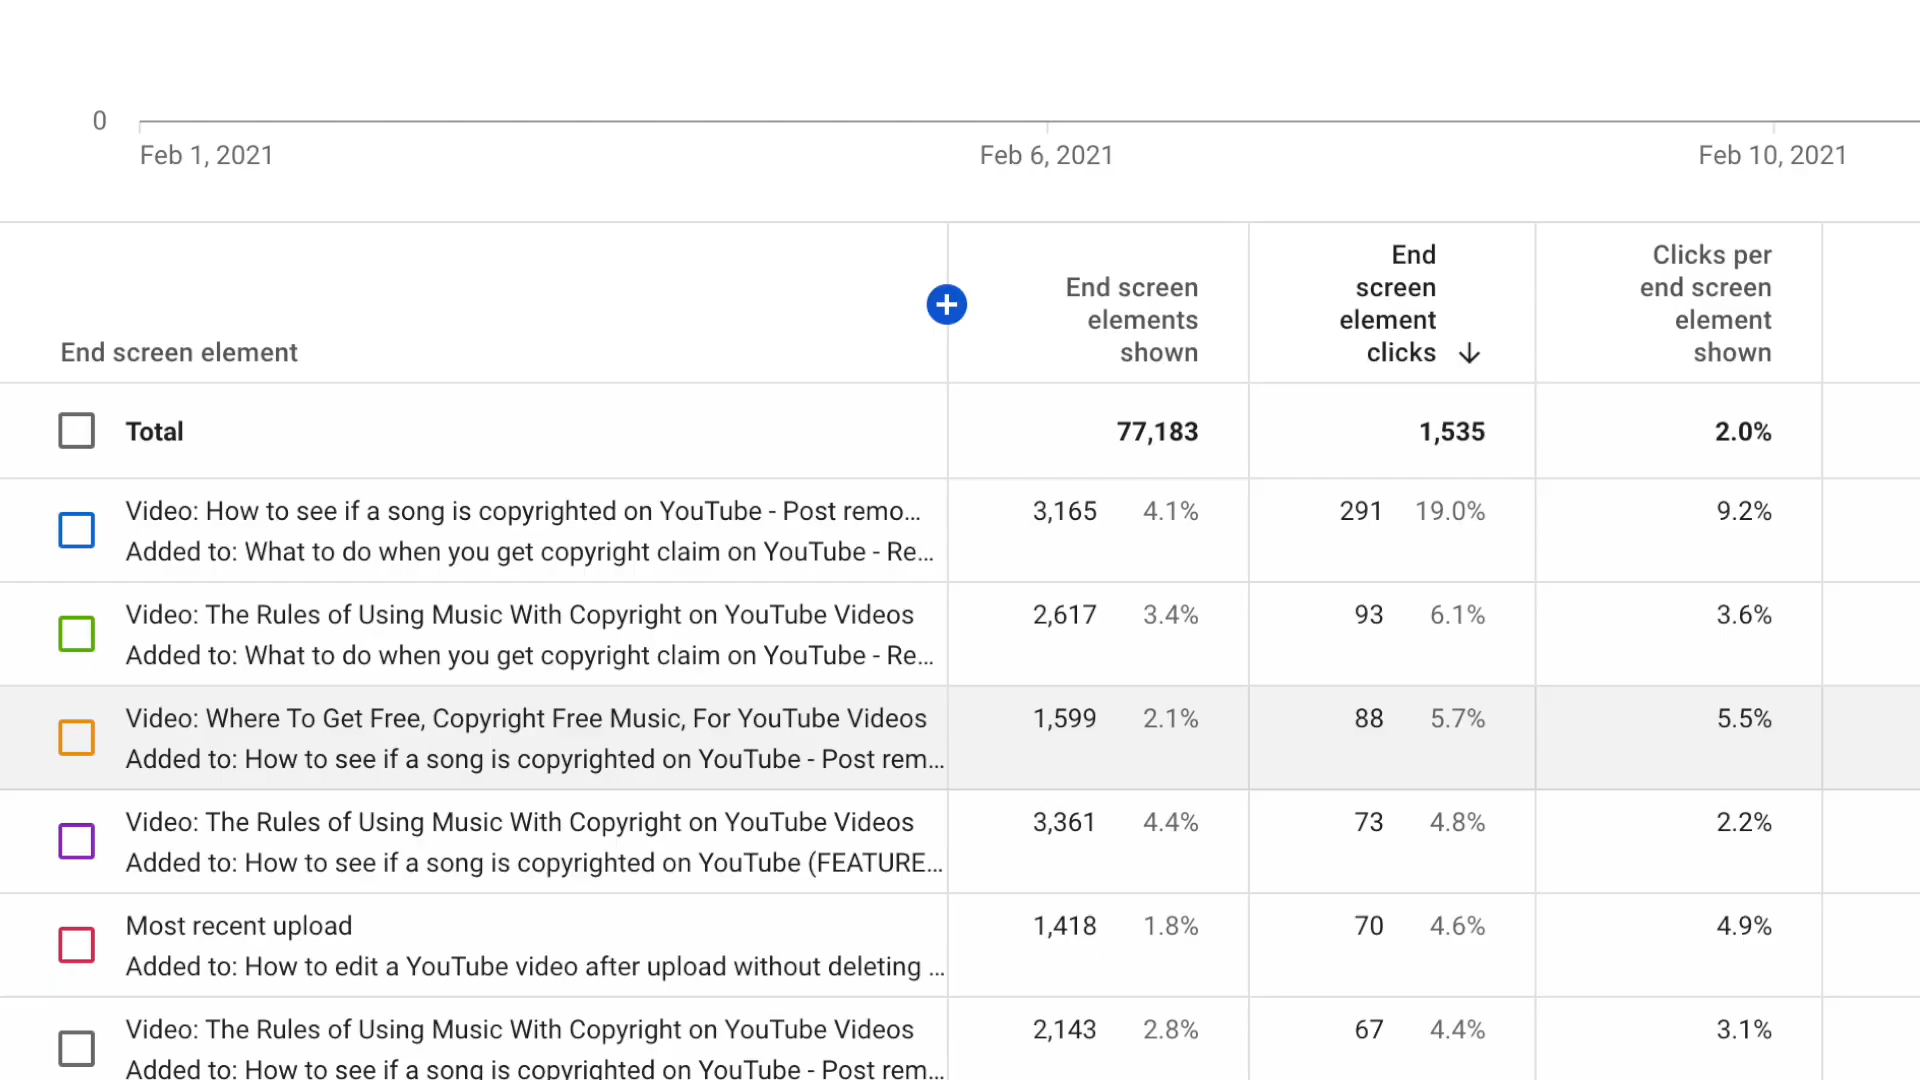 0
Feb 1, 2021
Feb 6, 2021
Feb 10, 2021
End screen element
End screen
elements
shown
End
screen
element
clicks
Clicks per
end screen
element
shown
Total
77,183
1,535
2.0%
Video: How to see if a song is copyrighted on YouTube - Post remo...
Added to: What to do when you get copyright claim on YouTube - Re...
3,165 4.1%
291 19.0%
9.2%
Video: The Rules of Using Music With Copyright on YouTube Videos
Added to: What to do when you get copyright claim on YouTube - Re...
2,617 3.4%
93 6.1%
3.6%
Video: Where To Get Free, Copyright Free Music, For YouTube Videos
Added to: How to see if a song is copyrighted on YouTube - Post rem...
1,599 2.1%
88 5.7%
5.5%
Video: The Rules of Using Music With Copyright on YouTube Videos
Added to: How to see if a song is copyrighted on YouTube (FEATURE...
3,361 4.4%
73 4.8%
2.2%
Most recent upload
Added to: How to edit a YouTube video after upload without deleting ...
1,418 1.8%
70 4.6%
4.9%
Video: The Rules of Using Music With Copyright on YouTube Videos
Added to: How to see if a song is copyrighted on YouTube - Post rem...
2,143 2.8%
67 4.4%
3.1%